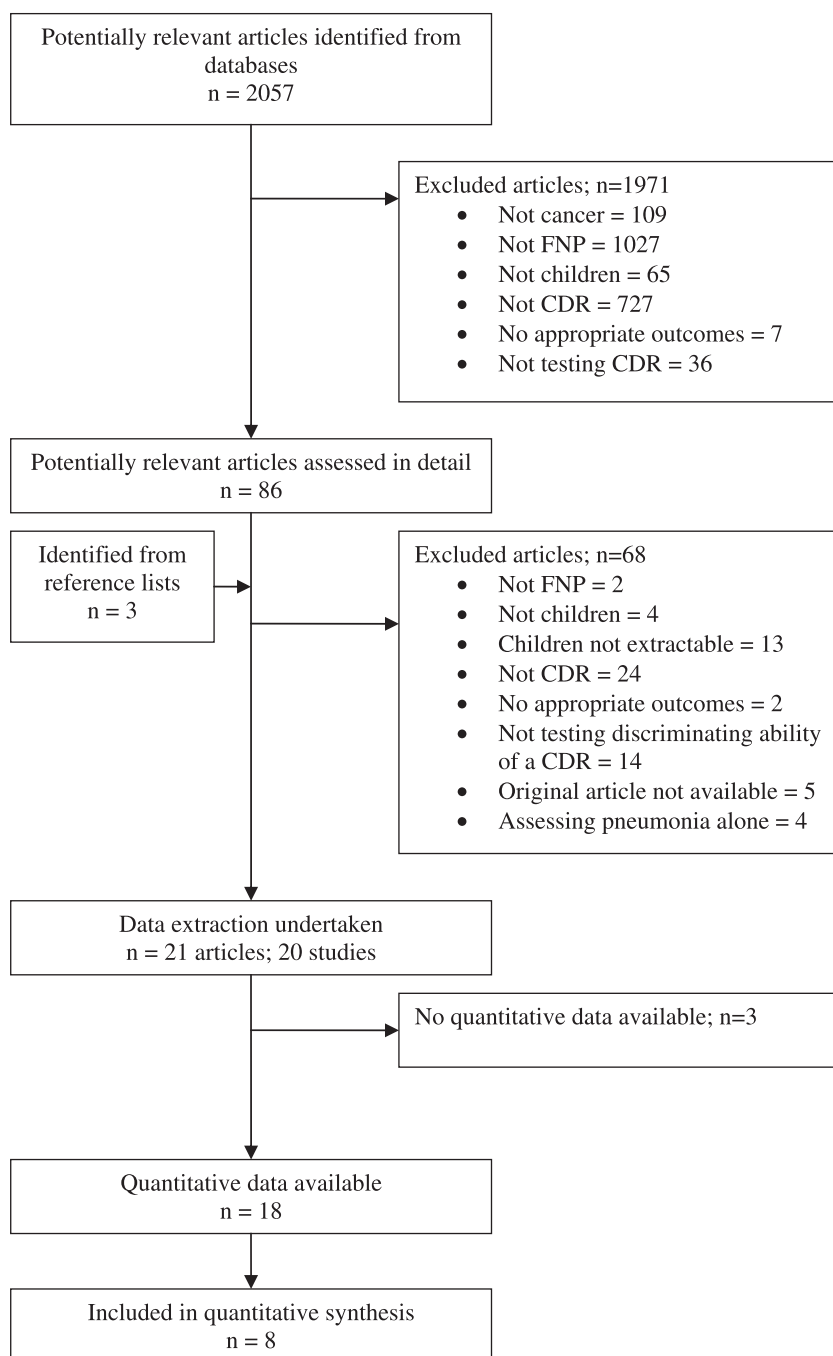 Potentially relevant articles identified from
databases
n = 2057
Excluded articles; n=1971
• Not cancer = 109
• Not FNP = 1027
• Not children = 65
• Not CDR = 727
• No appropriate outcomes = 7
• Not testing CDR = 36
Potentially relevant articles assessed in detail
n = 86
Identified from
reference lists
n = 3
Excluded articles; n=68
• Not FNP = 2
• Not children = 4
• Children not extractable = 13
• Not CDR = 24
• No appropriate outcomes = 2
• Not testing discriminating ability
of a CDR = 14
• Original article not available = 5
• Assessing pneumonia alone = 4
Data extraction undertaken
n = 21 articles; 20 studies
No quantitative data available; n=3
Quantitative data available
n = 18
Included in quantitative synthesis
n = 8